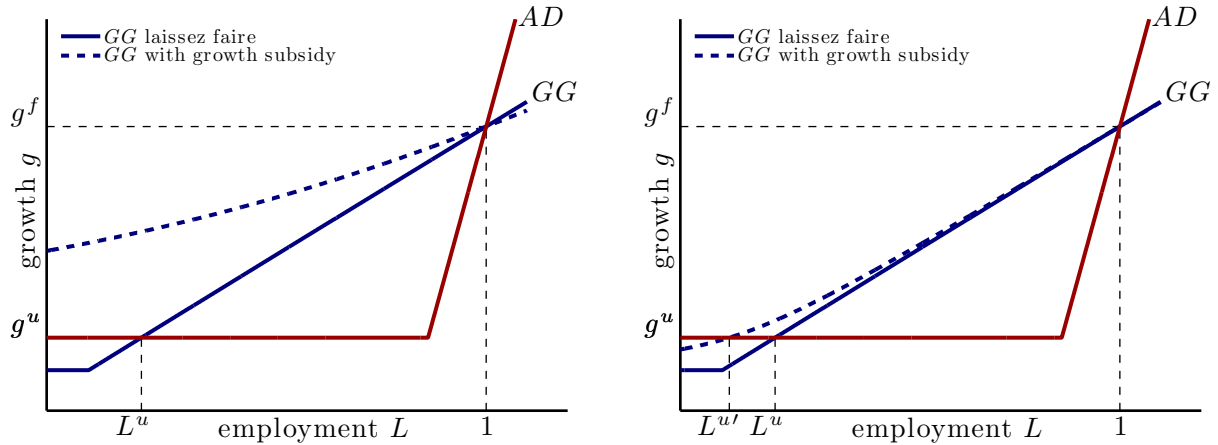 AD
GG laissez faire
GG with growth subsidy
GG
g^f
growth g
g^u
L^u
employment L
1
AD
GG laissez faire
GG with growth subsidy
GG
g^f
growth g
g^u
L^u′ L^u
employment L
1